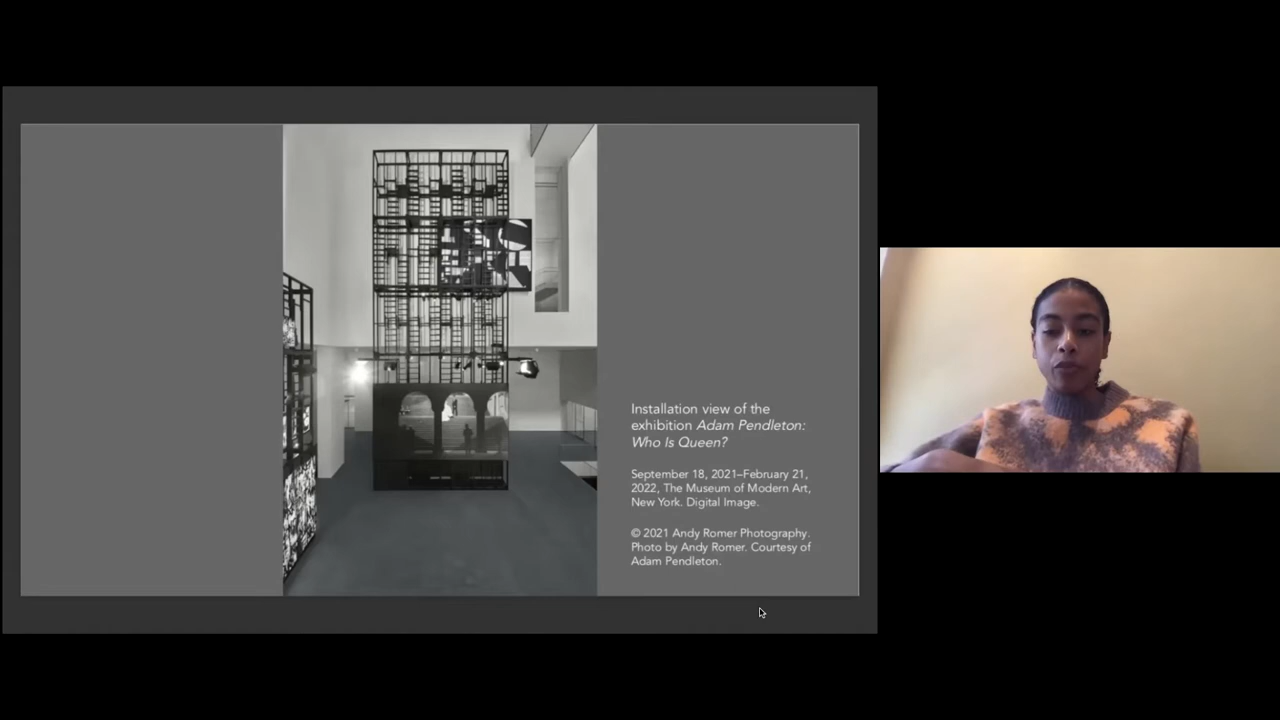 Installation view of the
exhibition Adam Pendleton:
Who Is Queen?
September 18, 2021–February 21,
2022, The Museum of Modern Art,
New York. Digital Image.
© 2021 Andy Romer Photography.
Photo by Andy Romer. Courtesy of
Adam Pendleton.